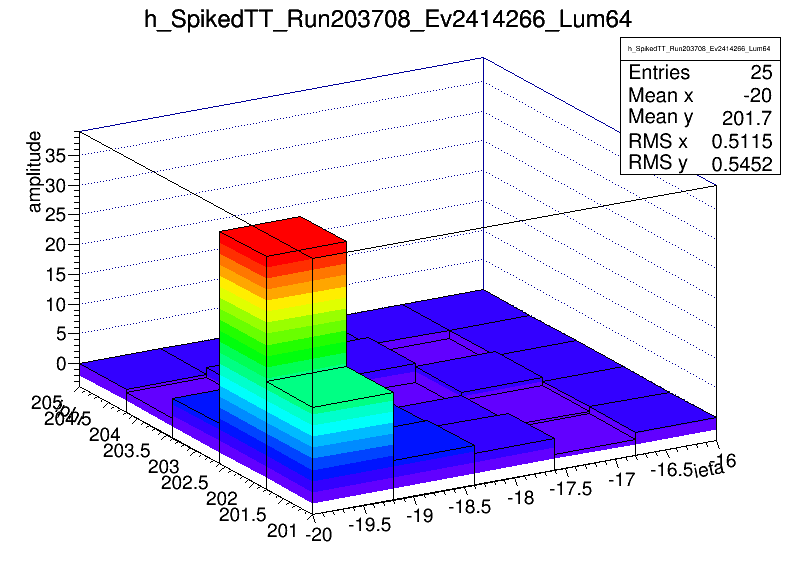 h_SpikedTT_Run203708_Ev2414266_Lum64
h_SpikedTT_Run203708_Ev2414266_Lum64
Entries 25
Mean x -20
Mean y 201.7
RMS x 0.5115
RMS y 0.5452
amplitude
35
30
25
20
15
10
5
0
205
204.5
204
203.5
203
202.5
202
201.5
201
-20
-19.5
-19
-18.5
-18
-17.5
-17
-16.5
-16
ieta